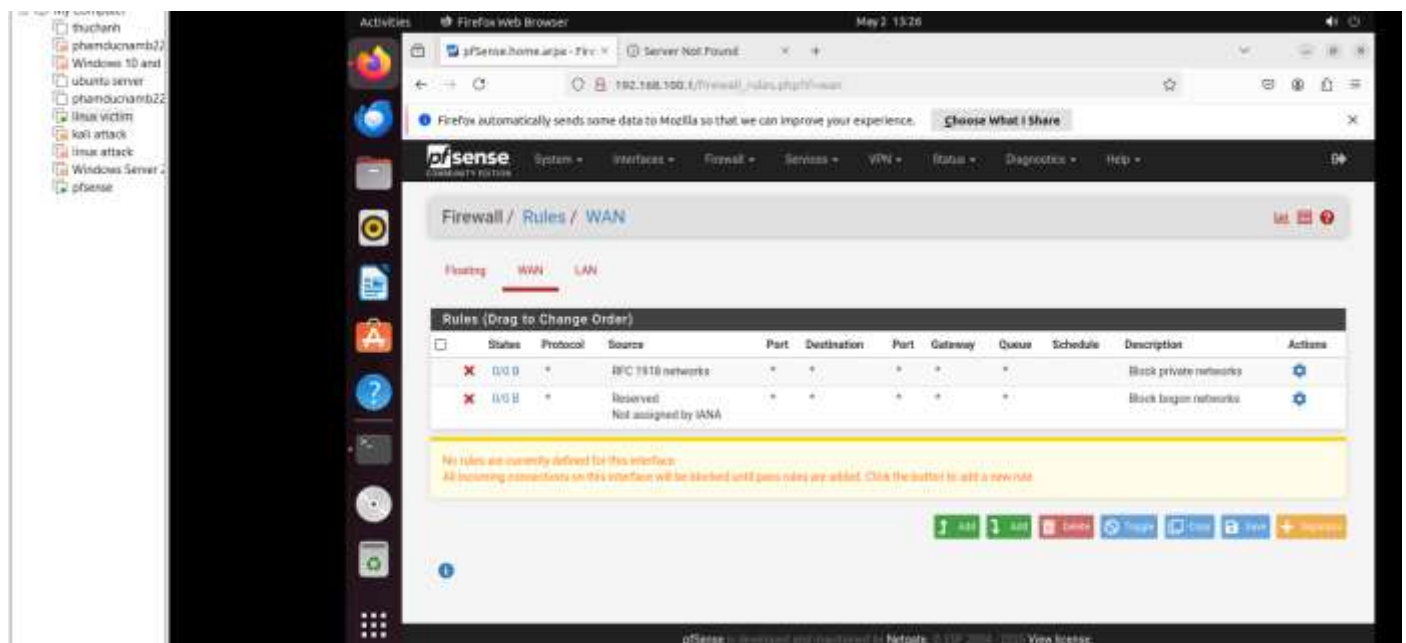 My Computer
thuchanh
phamducnamb22
Windows 10 and
ubuntu server
phamducnamb22
linux victim
kali attack
linux attack
Windows Server 2
pfsense
Activities
Firefox Web Browser
May 2 13:26
pfSense.home.arpa - Fire
Server Not Found
192.168.100.1/firewall_rules.php?if=wan
Firefox automatically sends some data to Mozilla so that we can improve your experience.
Choose What I Share
pfsense
COMMUNITY EDITION
System
Interfaces
Firewall
Services
VPN
Status
Diagnostics
Help
Firewall / Rules / WAN
Floating WAN LAN
Rules (Drag to Change Order)
States Protocol Source Port Destination Port Gateway Queue Schedule Description Actions
0/0 B * RFC 1918 networks * * * * * Block private networks
0/0 B * Reserved * * * * * Block bogon networks
Not assigned by IANA
No rules are currently defined for this interface
All incoming connections on this interface will be blocked until pass rules are added. Click the button to add a new rule.
Add Add Delete Toggle Copy Save Separator
pfSense is developed and maintained by Netgate. View license.